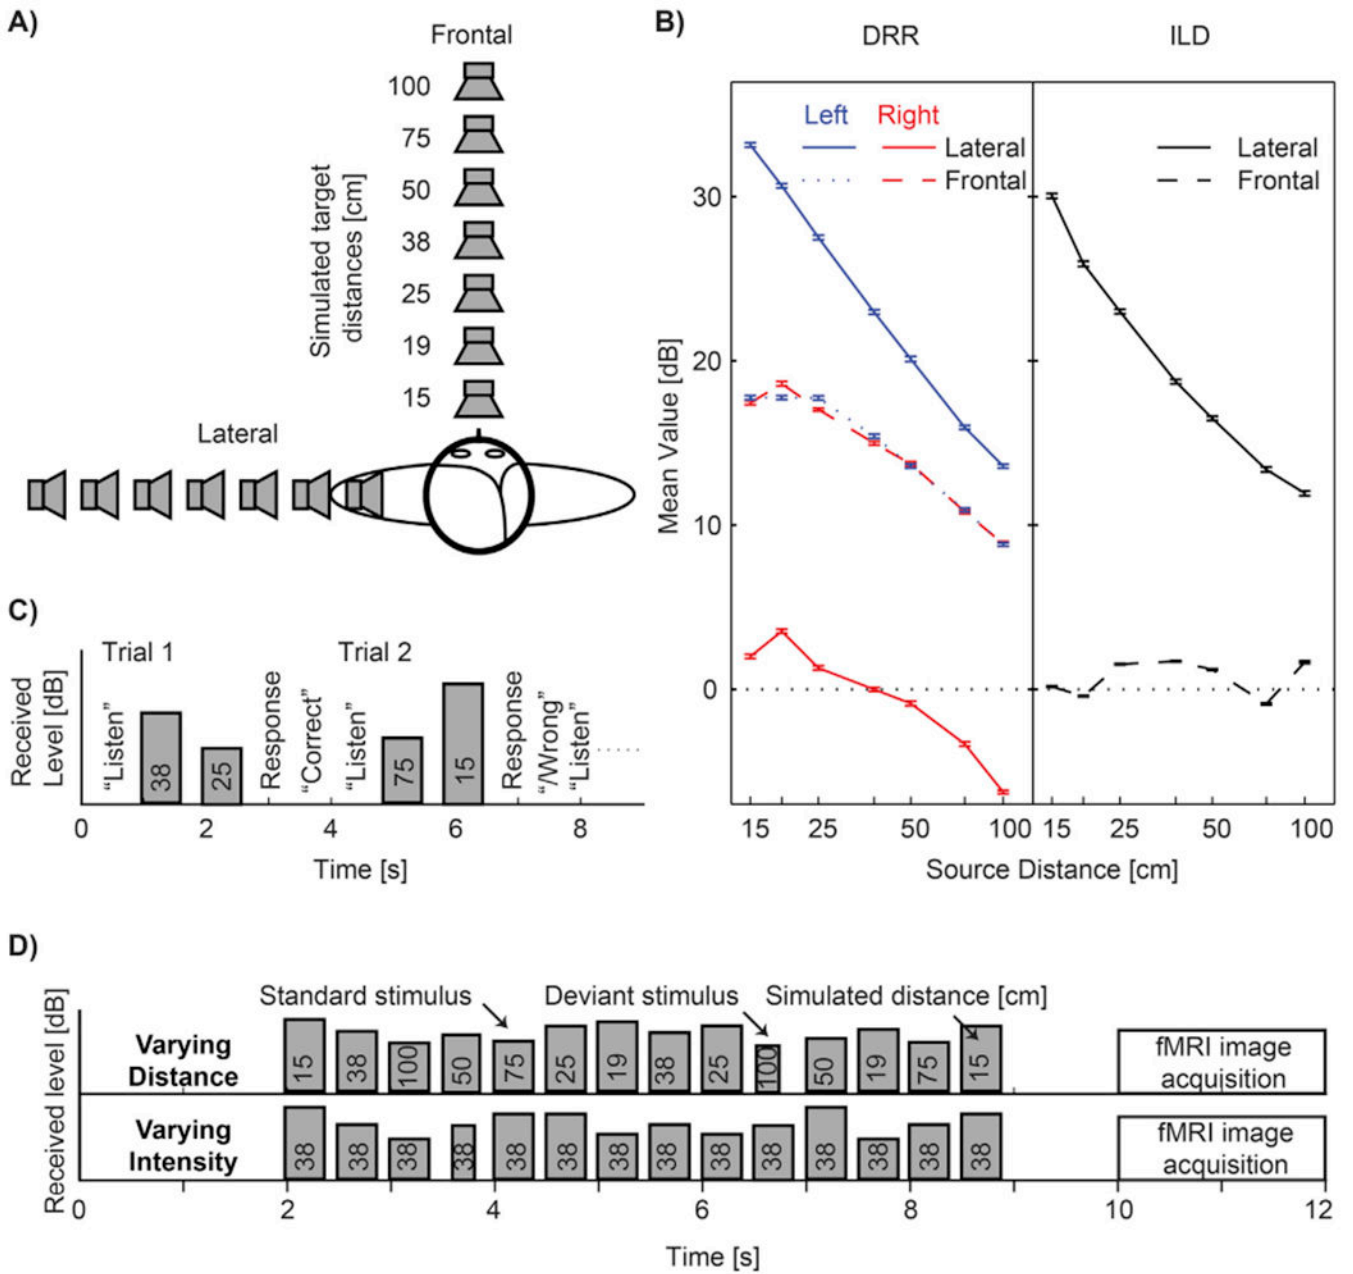 A)
Frontal
100
75
50
38
25
19
15
Simulated target
distances [cm]
Lateral
B)
DRR
ILD
Left Right
Lateral
Frontal
Lateral
Frontal
30
20
10
0
Mean Value [dB]
15 25 50 100 15 25 50 100
Source Distance [cm]
C)
Received
Level [dB]
Trial 1
Trial 2
“Listen”
38
25
Response
“Correct”
“Listen”
75
15
Response
“/Wrong”
“Listen”
0 2 4 6 8
Time [s]
D)
Received level [dB]
Standard stimulus
Deviant stimulus
Simulated distance [cm]
Varying
Distance
15 38 100 50 75 25 19 38 25 100 50 19 75 15
fMRI image
acquisition
Varying
Intensity
38 38 38 38 38 38 38 38 38 38 38 38 38 38
fMRI image
acquisition
0 2 4 6 8 10 12
Time [s]